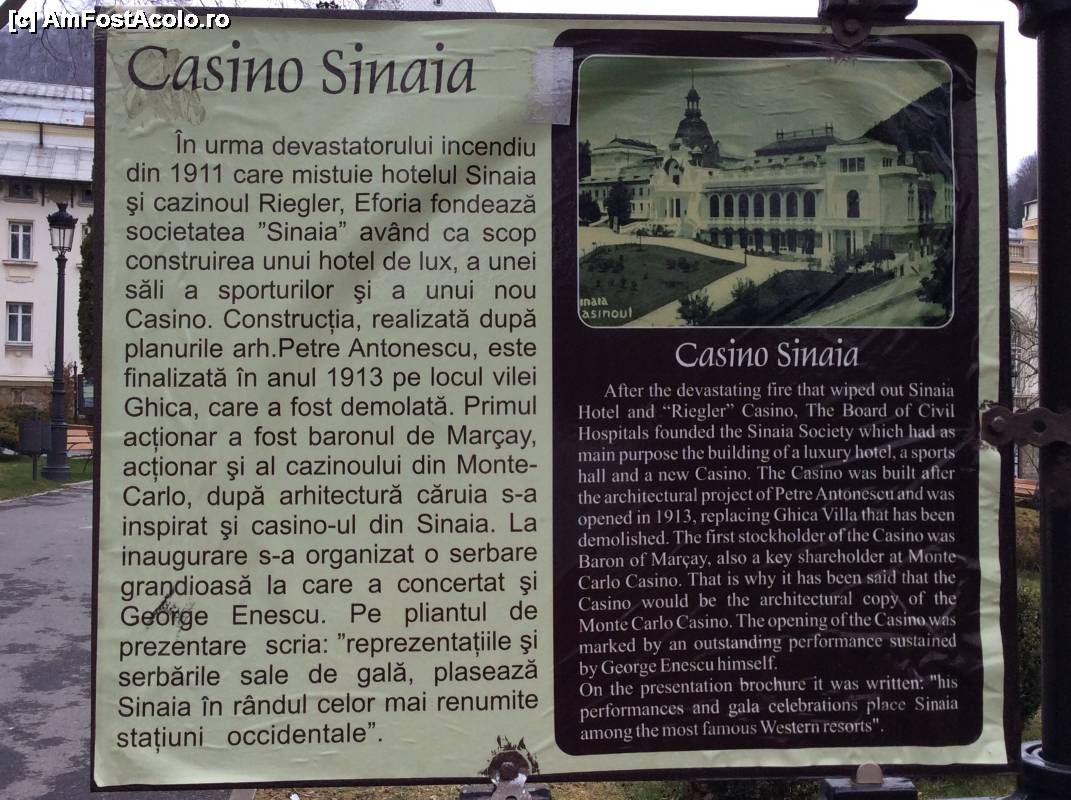 [c] AmFostAcolo.ro
Casino Sinaia
În urma devastatorului incendiu
din 1911 care mistuie hotelul Sinaia
şi cazinoul Riegler, Eforia fondează
societatea ”Sinaia” având ca scop
construirea unui hotel de lux, a unei
săli a sporturilor şi a unui nou
Casino. Construcţia, realizată după
planurile arh.Petre Antonescu, este
finalizată în anul 1913 pe locul vilei
Ghica, care a fost demolată. Primul
acţionar a fost baronul de Marçay,
acţionar şi al cazinoului din Monte-
Carlo, după arhitectură căruia s-a
inspirat şi casino-ul din Sinaia. La
inaugurare s-a organizat o serbare
grandioasă la care a concertat şi
George Enescu. Pe pliantul de
prezentare scria: ”reprezentaţiile şi
serbările sale de gală, plasează
Sinaia în rândul celor mai renumite
staţiuni occidentale”.
inaia
asinoul
Casino Sinaia
After the devastating fire that wiped out Sinaia
Hotel and “Riegler” Casino, The Board of Civil
Hospitals founded the Sinaia Society which had as
main purpose the building of a luxury hotel, a sports
hall and a new Casino. The Casino was built after
the architectural project of Petre Antonescu and was
opened in 1913, replacing Ghica Villa that has been
demolished. The first stockholder of the Casino was
Baron of Marçay, also a key shareholder at Monte
Carlo Casino. That is why it has been said that the
Casino would be the architectural copy of the
Monte Carlo Casino. The opening of the Casino was
marked by an outstanding performance sustained
by George Enescu himself.
On the presentation brochure it was written: "his
performances and gala celebrations place Sinaia
among the most famous Western resorts".